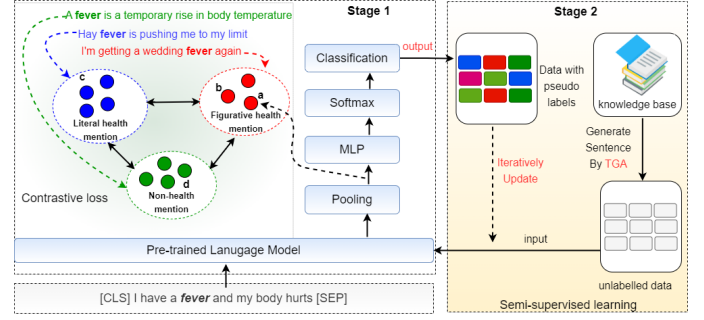 A fever is a temporary rise in body temperature
Hay fever is pushing me to my limit
I'm getting a wedding fever again
c
b
a
Literal health
mention
Figurative health
mention
d
Non-health
mention
Contrastive loss
Stage 1
Classification
output
Softmax
MLP
Pooling
Pre-trained Lanugage Model
[CLS] I have a fever and my body hurts [SEP]
Stage 2
Data with
pseudo
labels
knowledge base
Iteratively
Update
Generate
Sentence
By TGA
input
unlabelled data
Semi-supervised learning